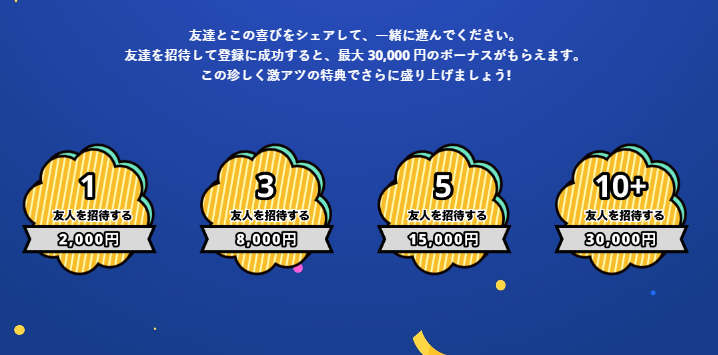 友達とこの喜びをシェアして、一緒に遊んでください。
友達を招待して登録に成功すると、最大 30,000 円のボーナスがもらえます。
この珍しく激アツの特典でさらに盛り上げましょう!
1
友人を招待する
2,000円
3
友人を招待する
8,000円
5
友人を招待する
15,000円
10+
友人を招待する
30,000円